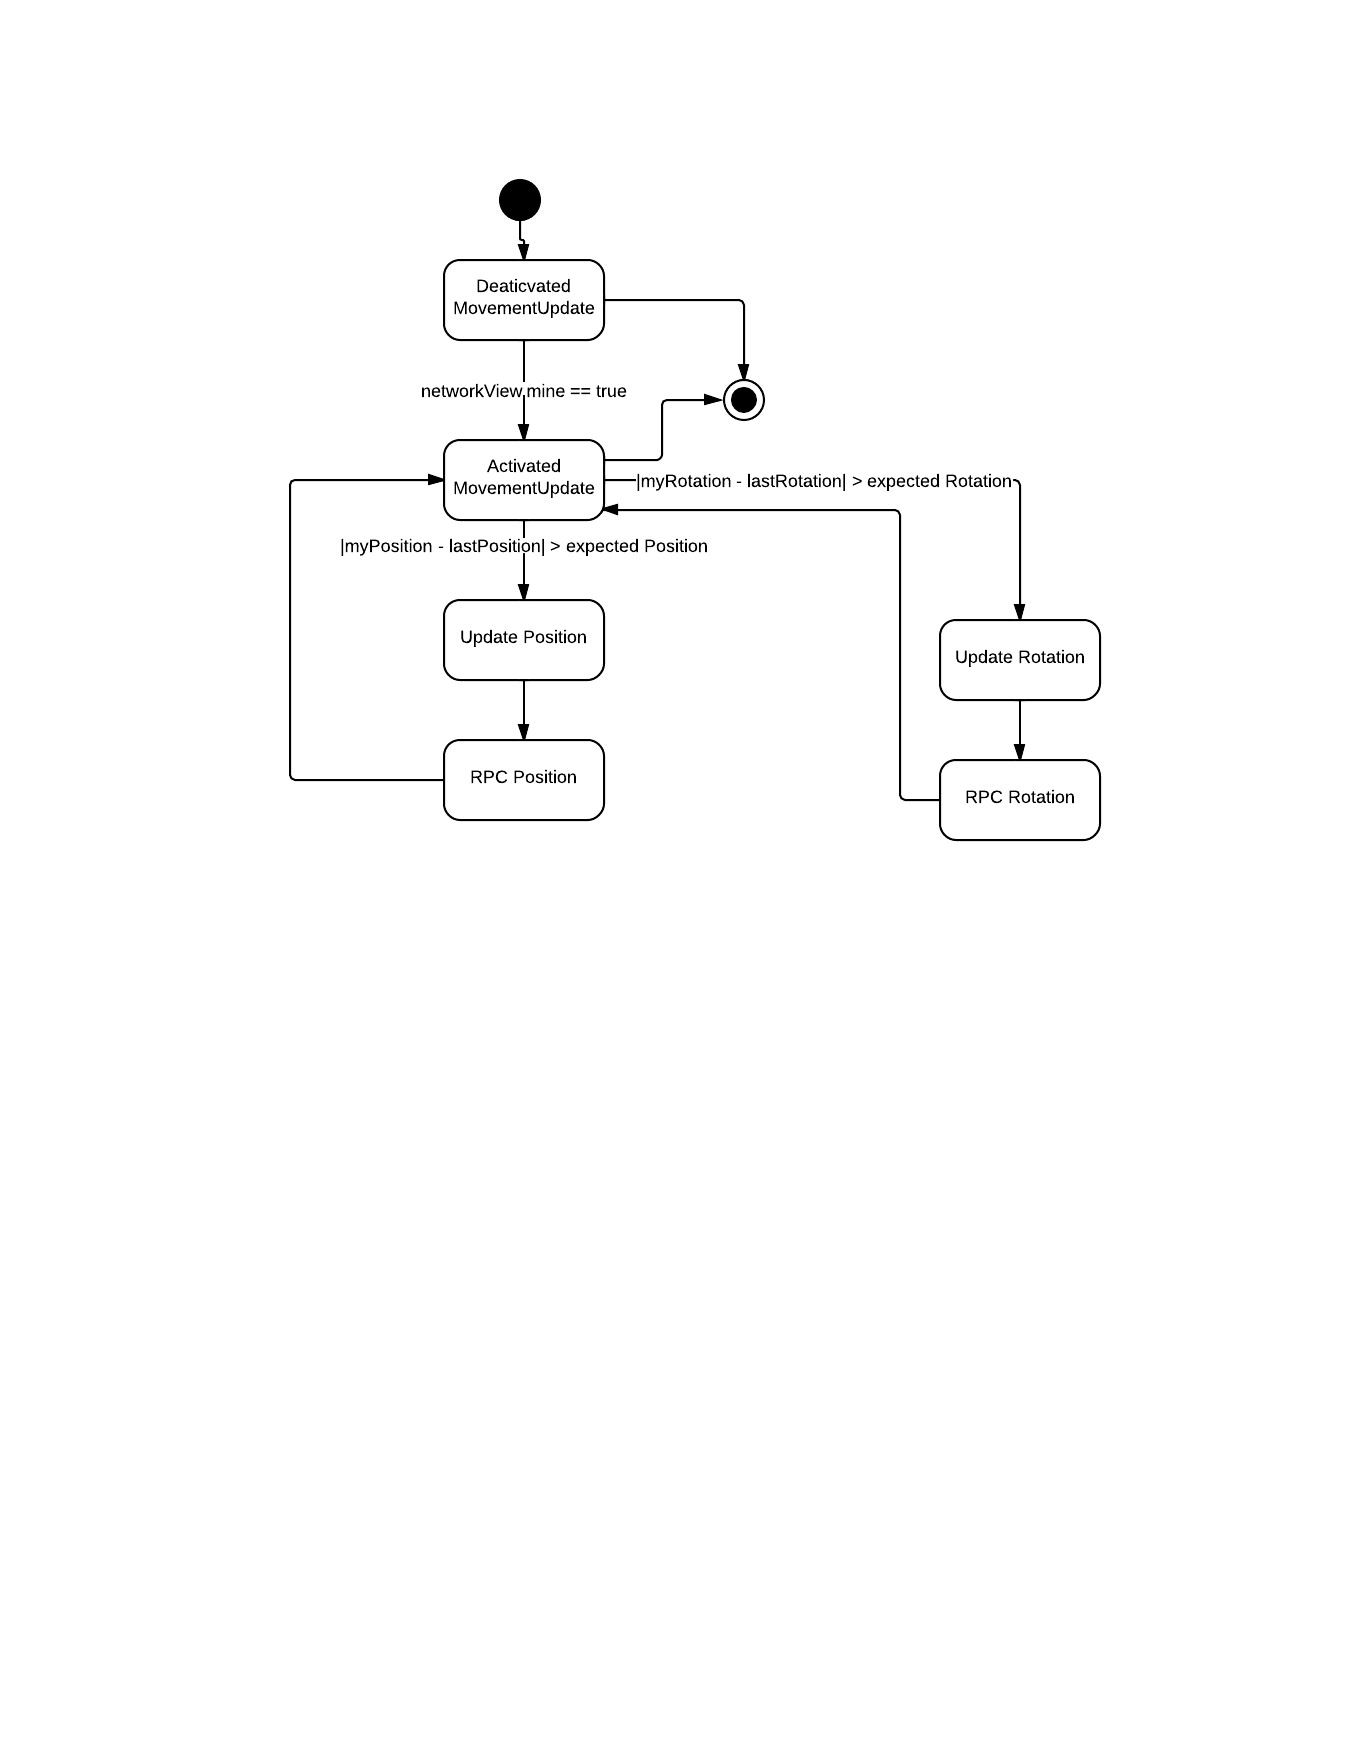 Deaticvated
MovementUpdate
networkView.mine == true
Activated
MovementUpdate
|myRotation - lastRotation| > expected Rotation
|myPosition - lastPosition| > expected Position
Update Position
Update Rotation
RPC Position
RPC Rotation